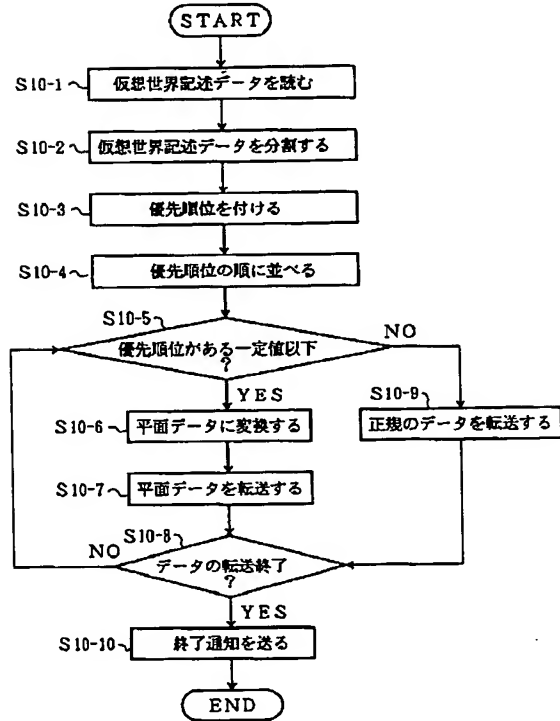 START
S10-1 仮想世界記述データを読む
S10-2 仮想世界記述データを分割する
S10-3 優先順位を付ける
S10-4 優先順位の順に並べる
S10-5
優先順位がある一定値以下
?
NO
YES
S10-9
S10-6 平面データに変換する
正規のデータを転送する
S10-7 平面データを転送する
S10-8
NO
データの転送終了
?
YES
S10-10 終了通知を送る
END